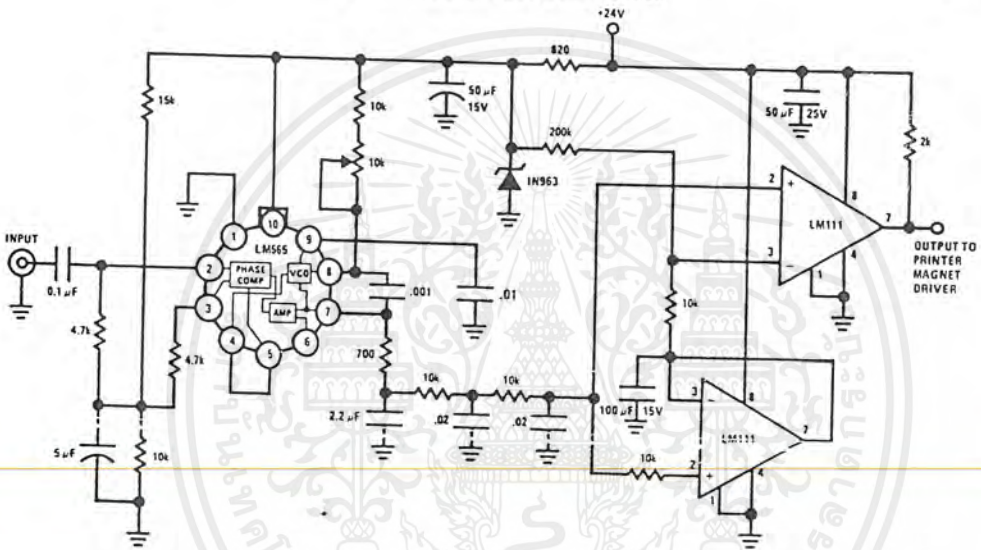 +24V
820
15k
10k
50 µF
15V
50 µF
25V
2k
10k
200k
IN963
2
+
8
LM111
7
OUTPUT TO
PRINTER
MAGNET
DRIVER
3
−
1
4
INPUT
0.1 µF
1
10
9
LM565
2
PHASE
COMP
VCO
8
3
AMP
7
4
5
6
.001
.01
4.7k
4.7k
700
10k
10k
10k
2.2 µF
.02
.02
100 µF
15V
3
−
8
7
LM111
5 µF
10k
10k
2
+
1
4